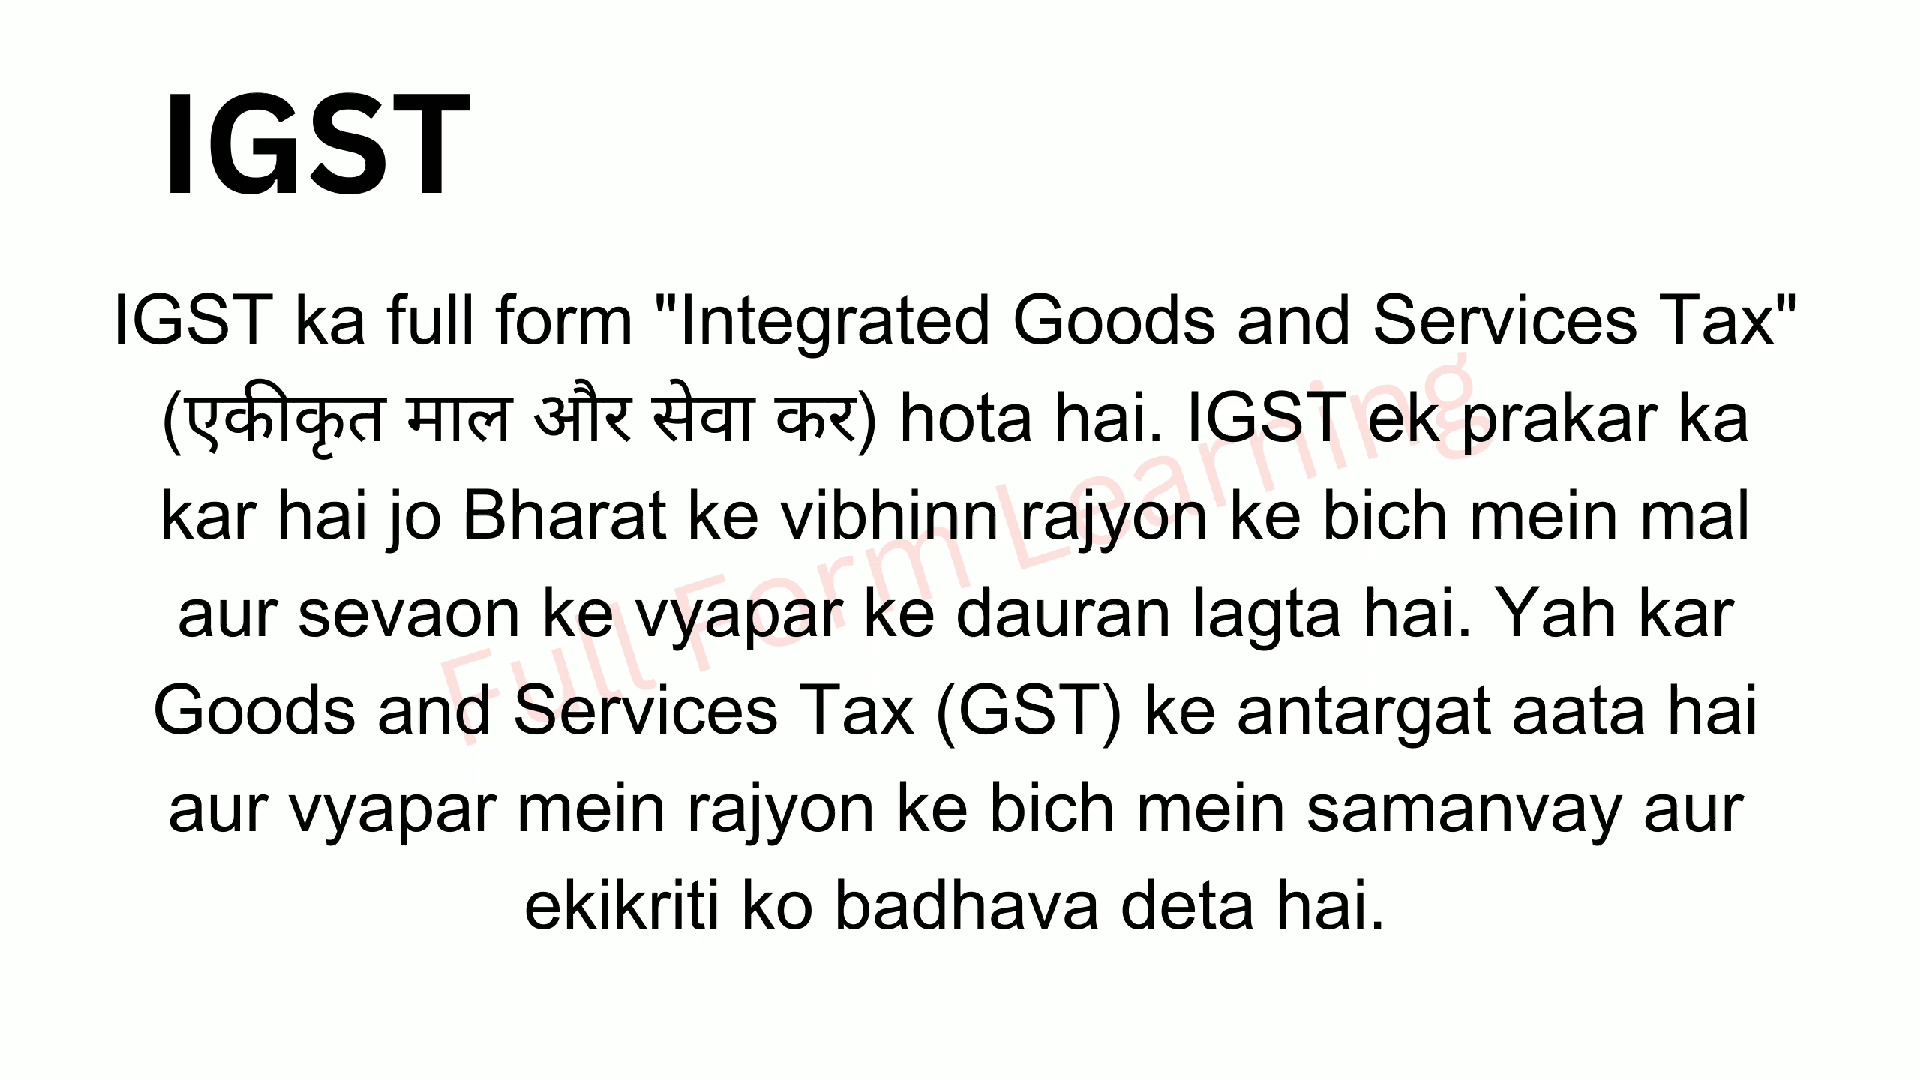 IGST
IGST ka full form "Integrated Goods and Services Tax"
(एकीकृत माल और सेवा कर) hota hai. IGST ek prakar ka
kar hai jo Bharat ke vibhinn rajyon ke bich mein mal
aur sevaon ke vyapar ke dauran lagta hai. Yah kar
Goods and Services Tax (GST) ke antargat aata hai
aur vyapar mein rajyon ke bich mein samanvay aur
ekikriti ko badhava deta hai.
Full Form Learning